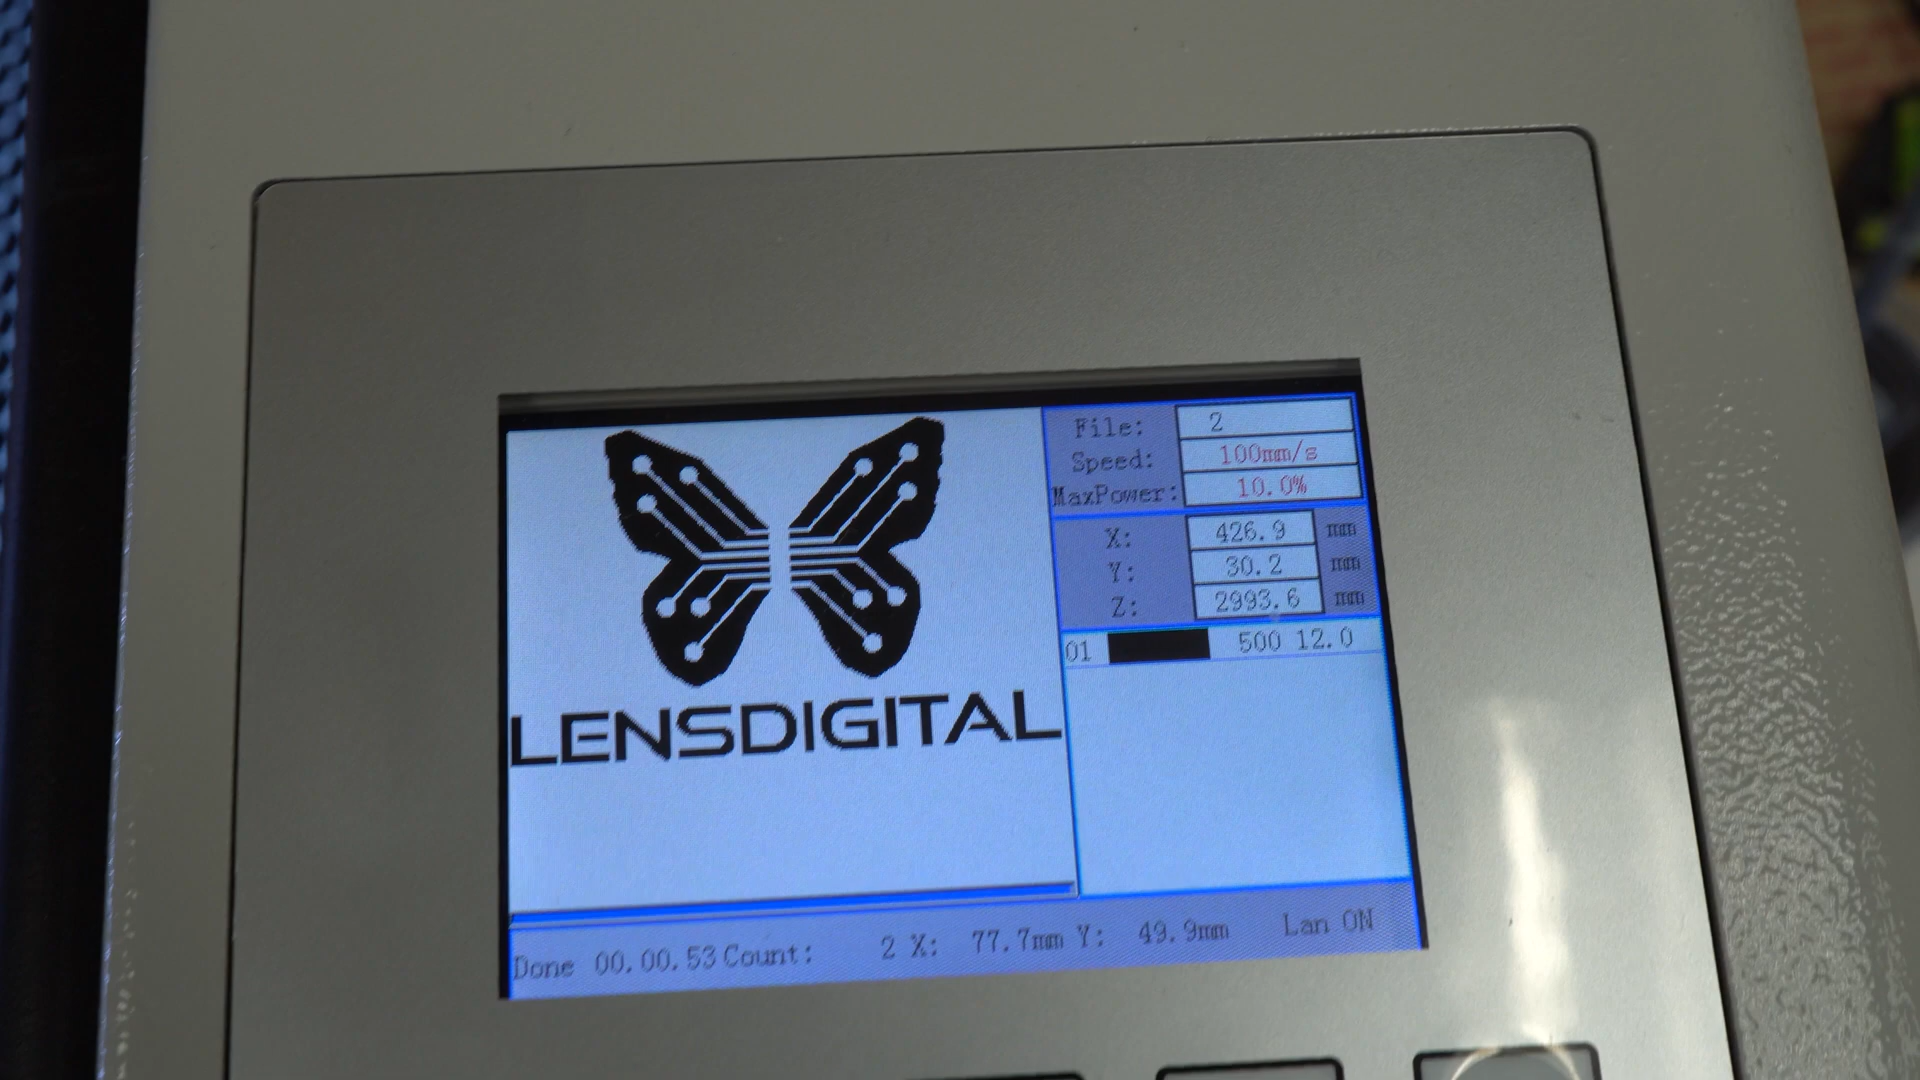 File: 2
Speed: 100mm/s
MaxPower: 10.0%
X: 426.9 mm
Y: 30.2 mm
Z: 2993.6 mm
01 500 12.0
LENSDIGITAL
Done 00.00.53 Count: 2 X: 77.7mm Y: 49.9mm Lan ON